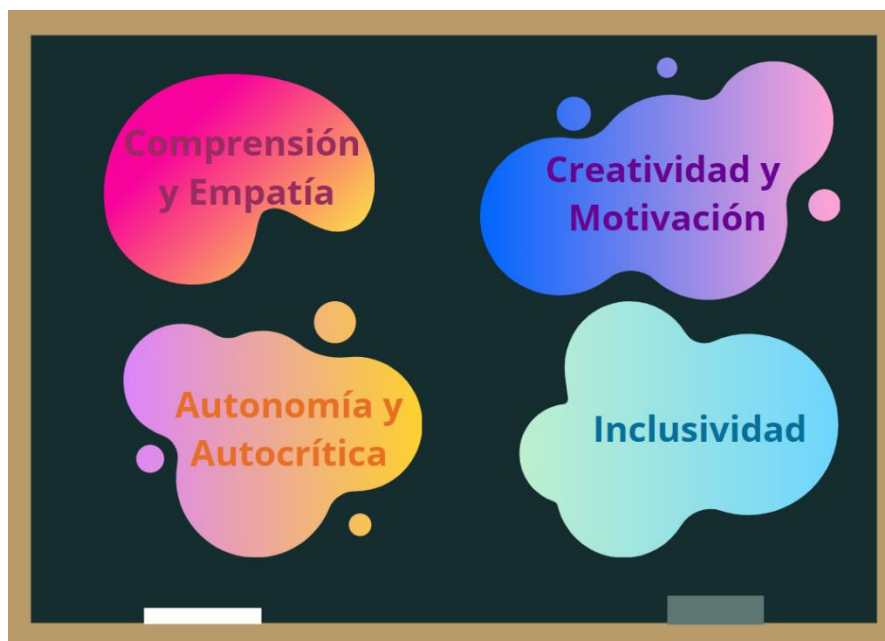 Comprensión
y Empatía
Creatividad y
Motivación
Autonomía y
Autocrítica
Inclusividad